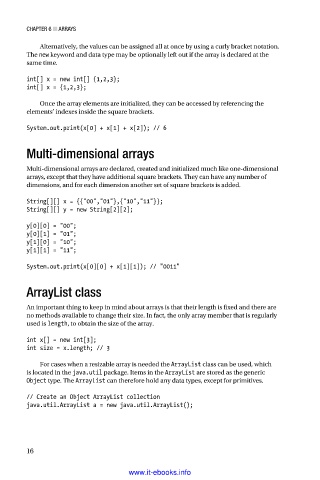 CHAPTER 6 ■ ARRAYS
Alternatively, the values can be assigned all at once by using a curly bracket notation.
The new keyword and data type may be optionally left out if the array is declared at the
same time.
int[] x = new int[] {1,2,3};
int[] x = {1,2,3};
Once the array elements are initialized, they can be accessed by referencing the
elements' indexes inside the square brackets.
System.out.print(x[0] + x[1] + x[2]); // 6
Multi-dimensional arrays
Multi-dimensional arrays are declared, created and initialized much like one-dimensional
arrays, except that they have additional square brackets. They can have any number of
dimensions, and for each dimension another set of square brackets is added.
String[][] x = {{"00","01"},{"10","11"}};
String[][] y = new String[2][2];
y[0][0] = "00";
y[0][1] = "01";
y[1][0] = "10";
y[1][1] = "11";
System.out.print(x[0][0] + x[1][1]); // "0011"
ArrayList class
An important thing to keep in mind about arrays is that their length is fixed and there are
no methods available to change their size. In fact, the only array member that is regularly
used is length, to obtain the size of the array.
int x[] = new int[3];
int size = x.length; // 3
For cases when a resizable array is needed the ArrayList class can be used, which
is located in the java.util package. Items in the ArrayList are stored as the generic
Object type. The ArrayList can therefore hold any data types, except for primitives.
// Create an Object ArrayList collection
java.util.ArrayList a = new java.util.ArrayList();
16
www.it-ebooks.info